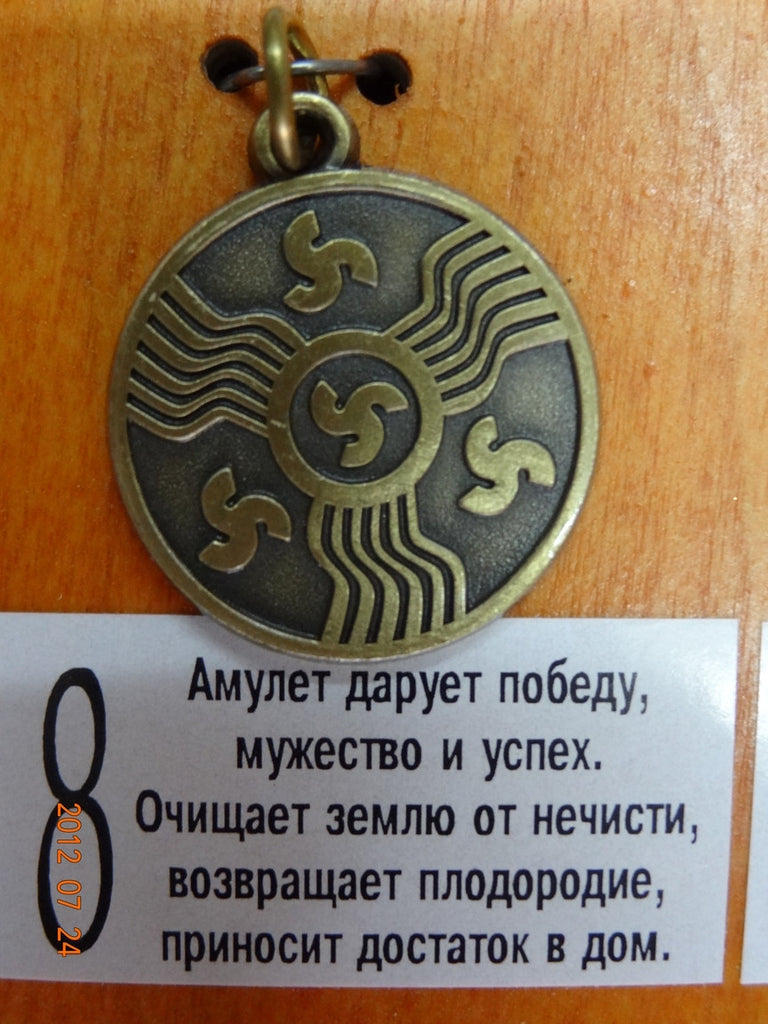 Амулет дарует победу,
мужество и успех.
Очищает землю от нечисти,
возвращает плодородие,
приносит достаток в дом.
8
2012 07 24